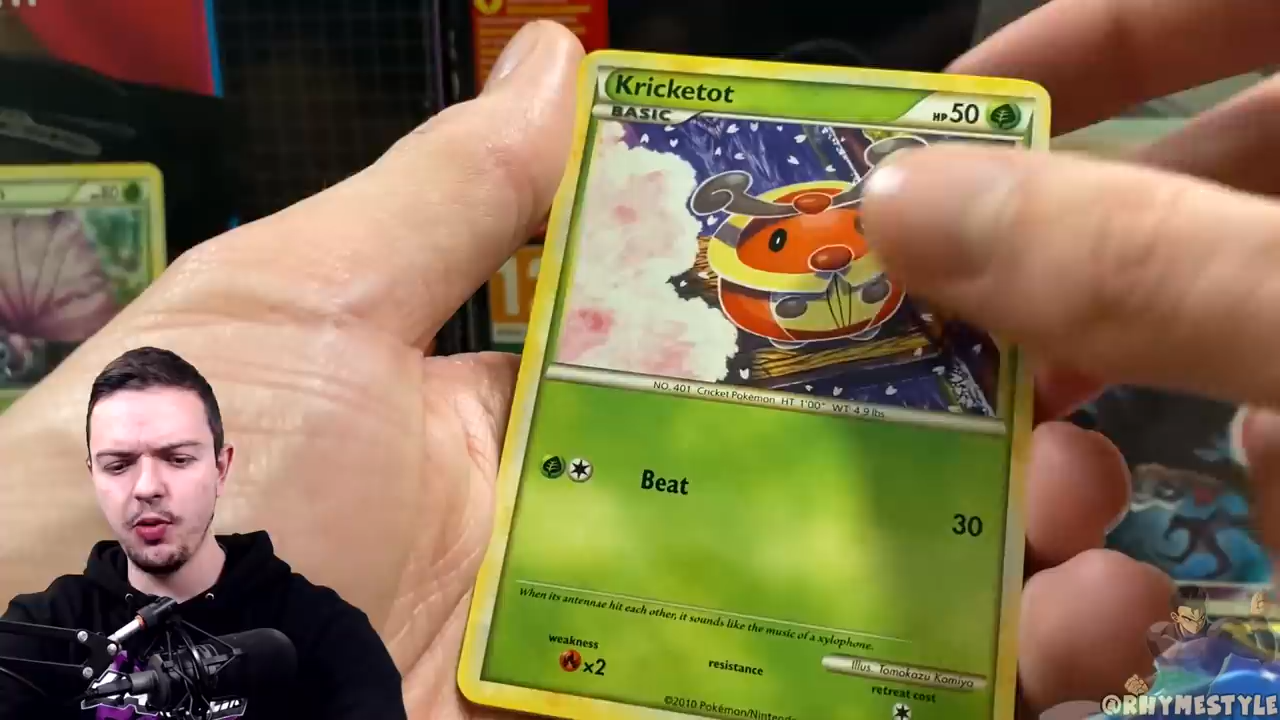 Kricketot
BASIC
HP 50
NO. 401 Cricket Pokémon HT 1'00" WT 4.9 lbs
Beat
30
When its antennae hit each other, it sounds like the music of a xylophone.
weakness
×2
resistance
Illus. Tomokazu Komiya
retreat cost
©2010 Pokémon/Nintendo
80
@RHYMESTYLE